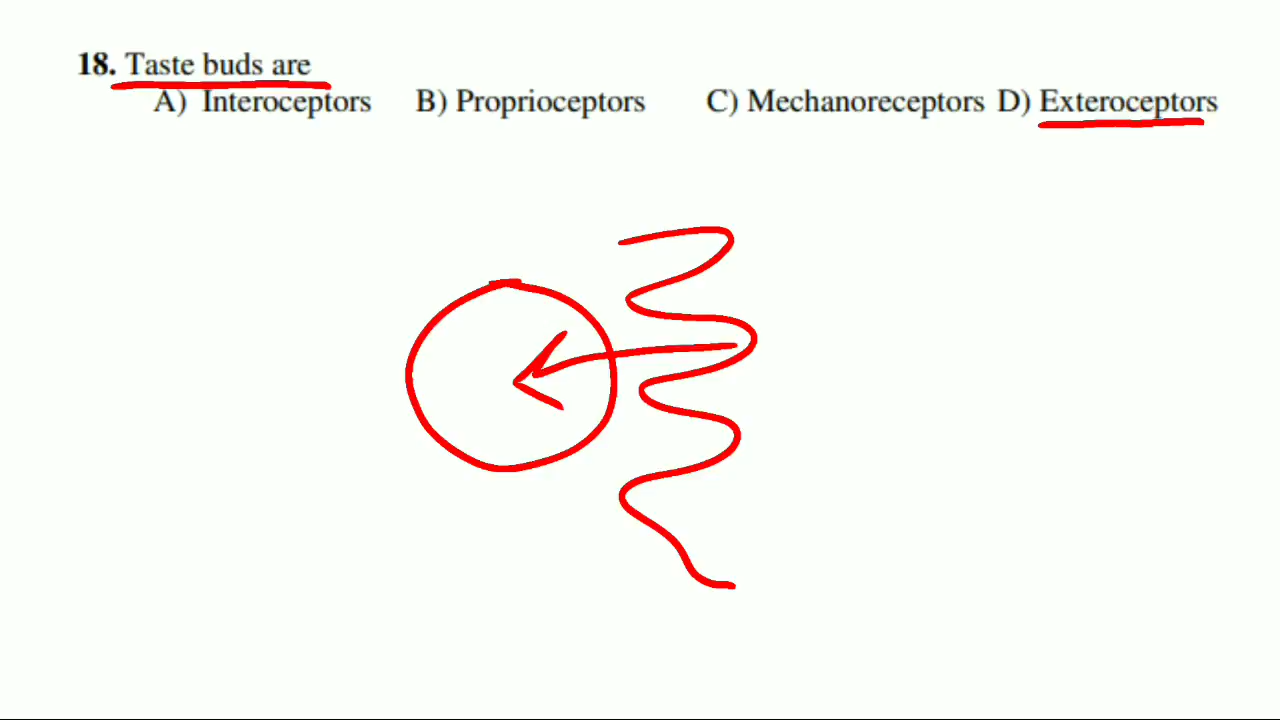 18. Taste buds are
A) Interoceptors B) Proprioceptors C) Mechanoreceptors D) Exteroceptors